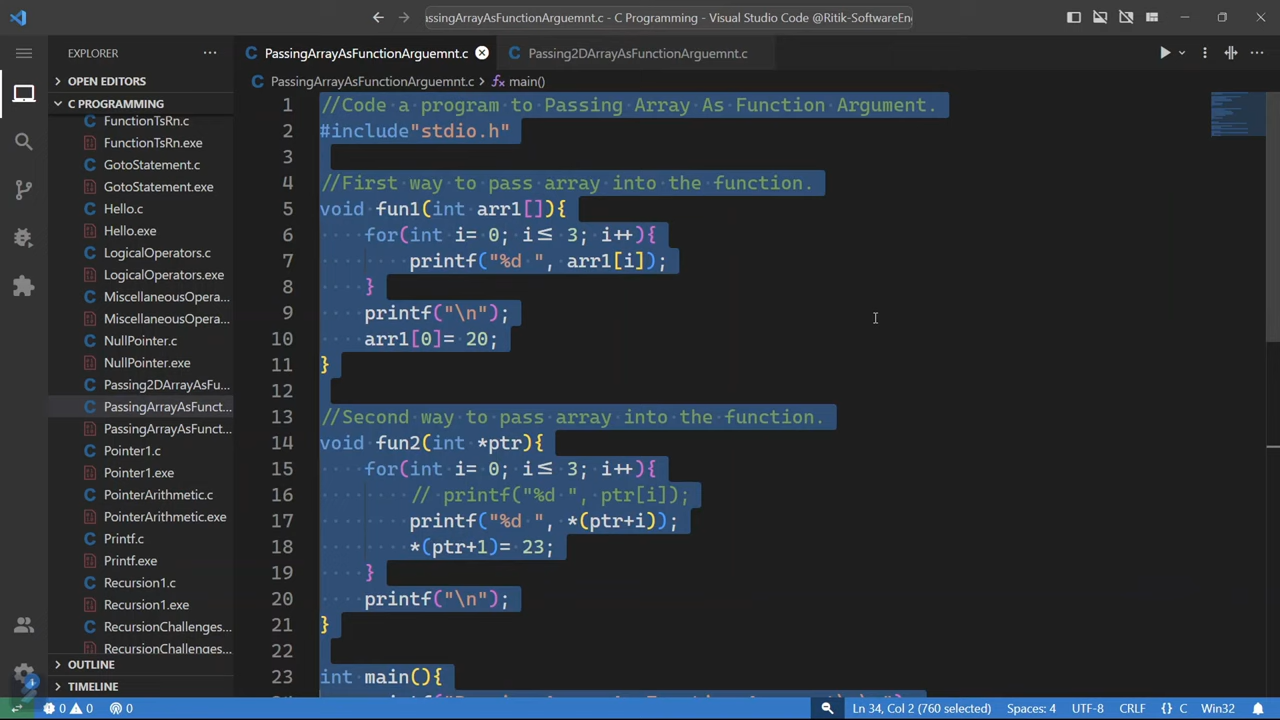 assingArrayAsFunctionArguemnt.c - C Programming - Visual Studio Code @Ritik-SoftwareEn
EXPLORER
PassingArrayAsFunctionArguemnt.c
Passing2DArrayAsFunctionArguemnt.c
OPEN EDITORS
C PROGRAMMING
FunctionTsRn.c
FunctionTsRn.exe
GotoStatement.c
GotoStatement.exe
Hello.c
Hello.exe
LogicalOperators.c
LogicalOperators.exe
MiscellaneousOpera...
MiscellaneousOpera...
NullPointer.c
NullPointer.exe
Passing2DArrayAsFu...
PassingArrayAsFunct...
PassingArrayAsFunct...
Pointer1.c
Pointer1.exe
PointerArithmetic.c
PointerArithmetic.exe
Printf.c
Printf.exe
Recursion1.c
Recursion1.exe
RecursionChallenges...
RecursionChallenges...
OUTLINE
TIMELINE
PassingArrayAsFunctionArguemnt.c > main()
1 //Code a program to Passing Array As Function Argument.
2 #include"stdio.h"
3
4 //First way to pass array into the function.
5 void fun1(int arr1[]){
6 for(int i= 0; i≤ 3; i++){
7 printf("%d ", arr1[i]);
8 }
9 printf("\n");
10 arr1[0]= 20;
11 }
12
13 //Second way to pass array into the function.
14 void fun2(int *ptr){
15 for(int i= 0; i≤ 3; i++){
16 // printf("%d ", ptr[i]);
17 printf("%d ", *(ptr+i));
18 *(ptr+1)= 23;
19 }
20 printf("\n");
21 }
22
23 int main(){
0 0 0
Ln 34, Col 2 (760 selected) Spaces: 4 UTF-8 CRLF {} C Win32